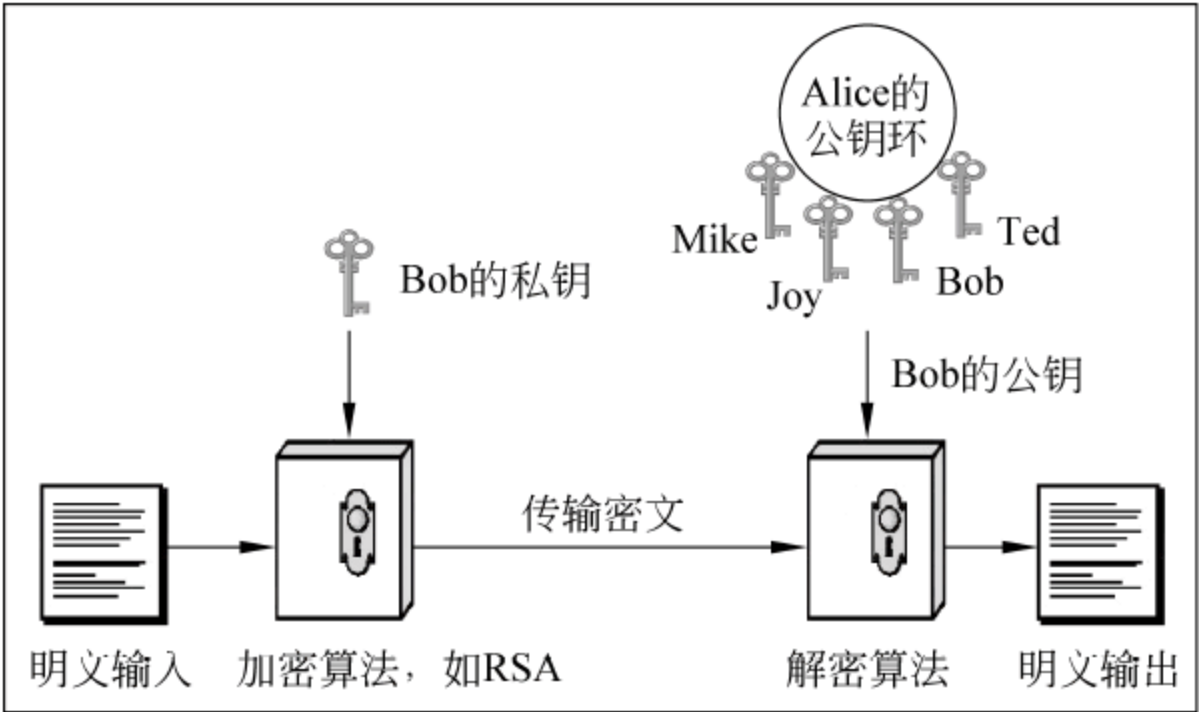 Alice的
公钥环
Mike
Ted
Joy
Bob
Bob的私钥
Bob的公钥
传输密文
明文输入
加密算法，如RSA
解密算法
明文输出